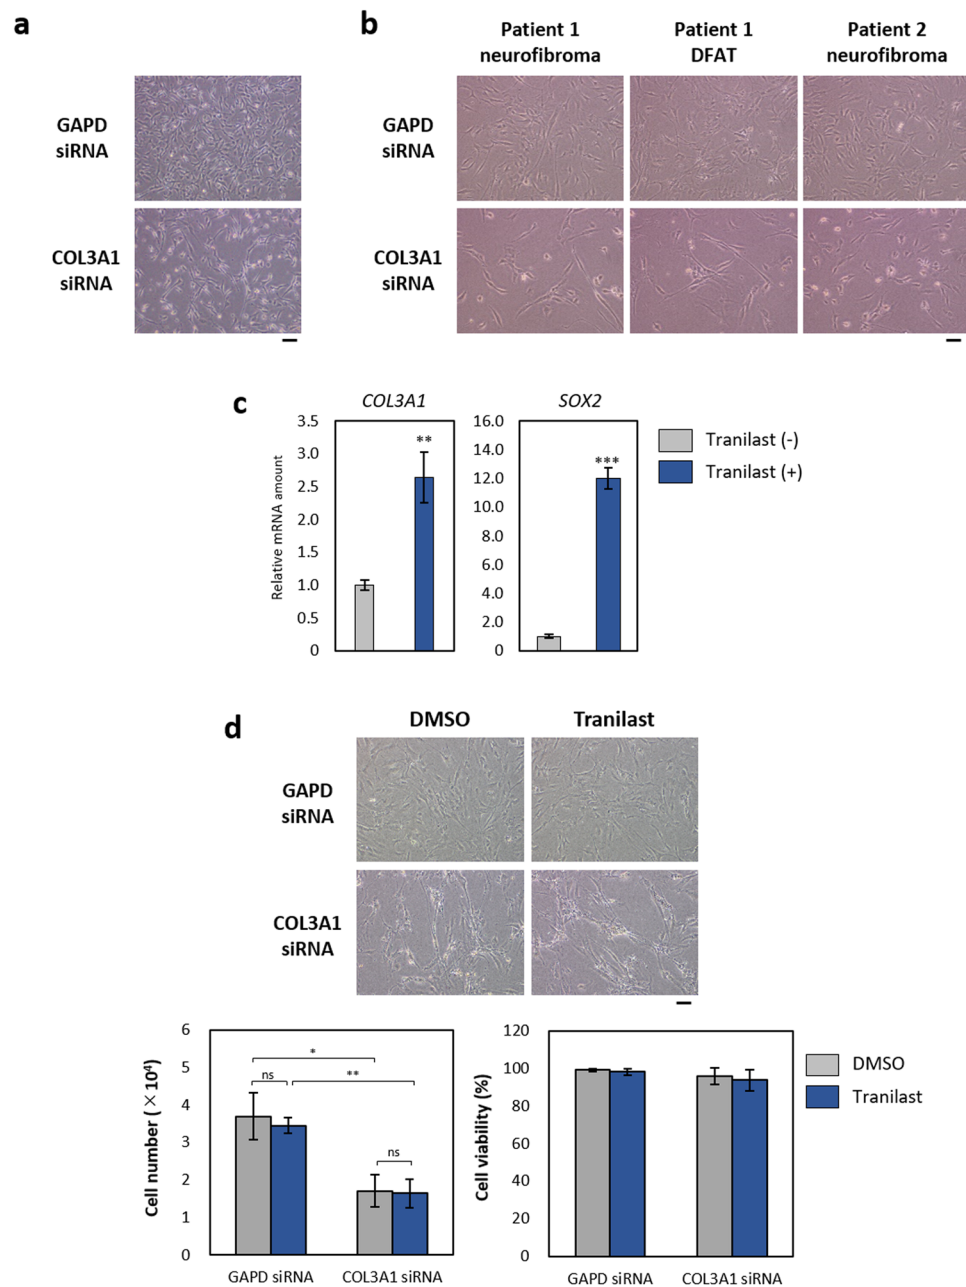 a
GAPD
siRNA
COL3A1
siRNA
b
Patient 1
neurofibroma
Patient 1
DFAT
Patient 2
neurofibroma
GAPD
siRNA
COL3A1
siRNA
c
COL3A1
Relative mRNA amount
3.5
3.0
2.5
2.0
1.5
1.0
0.5
0
**
SOX2
16.0
14.0
12.0
10.0
8.0
6.0
4.0
2.0
0
***
Tranilast (-)
Tranilast (+)
d
DMSO
Tranilast
GAPD
siRNA
COL3A1
siRNA
Cell number (×10⁴)
6
5
4
3
2
1
0
*
ns
**
ns
GAPD siRNA
COL3A1 siRNA
Cell viability (%)
120
100
80
60
40
20
0
GAPD siRNA
COL3A1 siRNA
DMSO
Tranilast